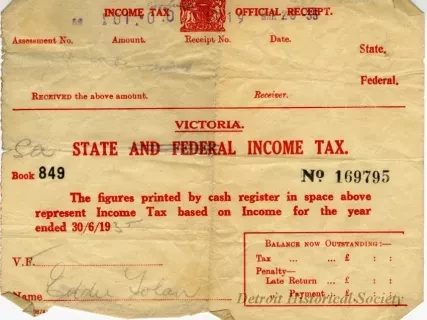 INCOME TAX OFFICIAL RECEIPT.
Assessment No. Amount. Receipt No. Date.
State.
Federal.
RECEIVED the above amount. Receiver.
VICTORIA.
STATE AND FEDERAL INCOME TAX.
Book 849 No 169795
The figures printed by cash register in space above
represent Income Tax based on Income for the year
ended 30/6/19
BALANCE NOW OUTSTANDING:—
Tax ... ... £ : :
V.F.
Penalty—
Late Return ... £ : :
Name Eddie Tolan
" Payment £ : :
Detroit Historical Society